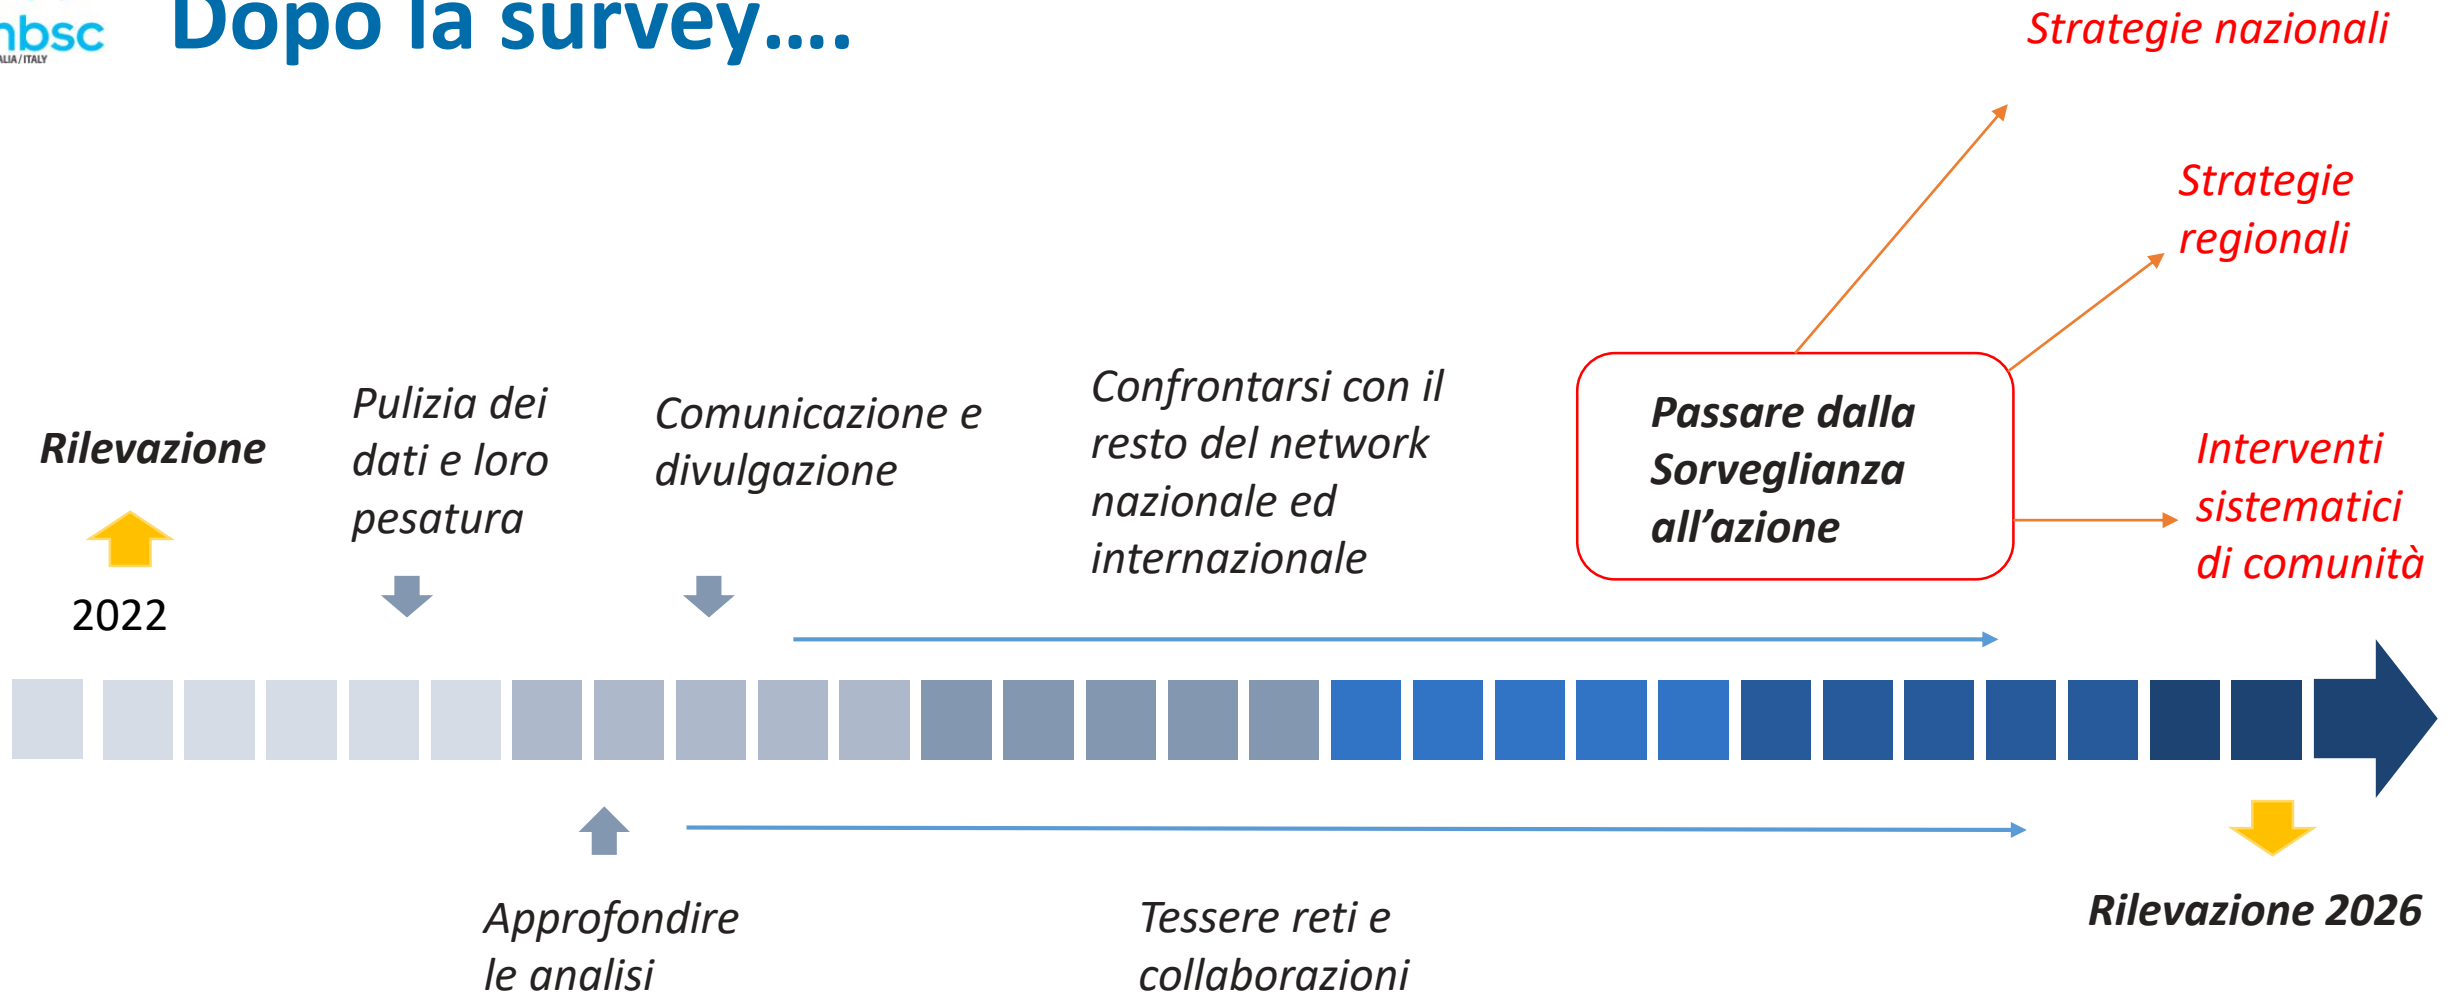 hbsc
ITALIA/ITALY
Dopo la survey....
Strategie nazionali
Strategie
regionali
Rilevazione
2022
Pulizia dei
dati e loro
pesatura
Comunicazione e
divulgazione
Confrontarsi con il
resto del network
nazionale ed
internazionale
Passare dalla
Sorveglianza
all’azione
Interventi
sistematici
di comunità
Approfondire
le analisi
Tessere reti e
collaborazioni
Rilevazione 2026